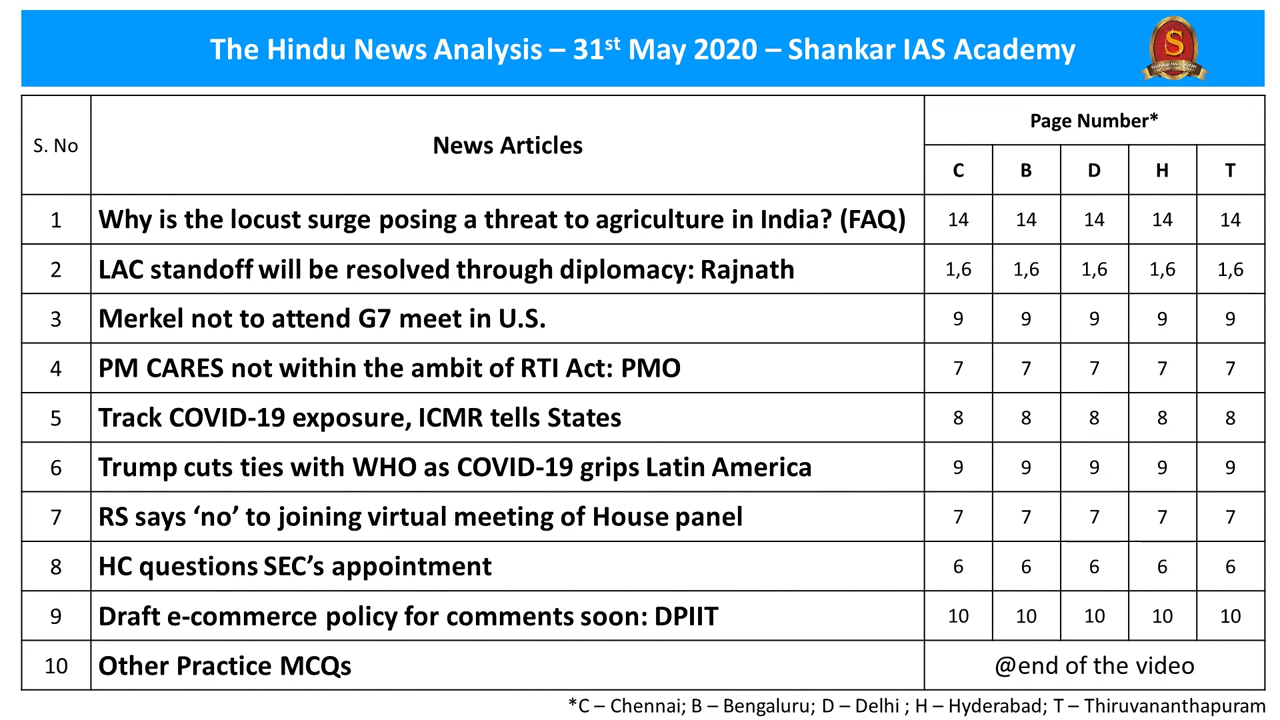 The Hindu News Analysis – 31st May 2020 – Shankar IAS Academy
S
S. No News Articles Page Number*
C B D H T
1 Why is the locust surge posing a threat to agriculture in India? (FAQ) 14 14 14 14 14
2 LAC standoff will be resolved through diplomacy: Rajnath 1,6 1,6 1,6 1,6 1,6
3 Merkel not to attend G7 meet in U.S. 9 9 9 9 9
4 PM CARES not within the ambit of RTI Act: PMO 7 7 7 7 7
5 Track COVID-19 exposure, ICMR tells States 8 8 8 8 8
6 Trump cuts ties with WHO as COVID-19 grips Latin America 9 9 9 9 9
7 RS says ‘no’ to joining virtual meeting of House panel 7 7 7 7 7
8 HC questions SEC’s appointment 6 6 6 6 6
9 Draft e-commerce policy for comments soon: DPIIT 10 10 10 10 10
10 Other Practice MCQs @end of the video
*C – Chennai; B – Bengaluru; D – Delhi ; H – Hyderabad; T – Thiruvananthapuram